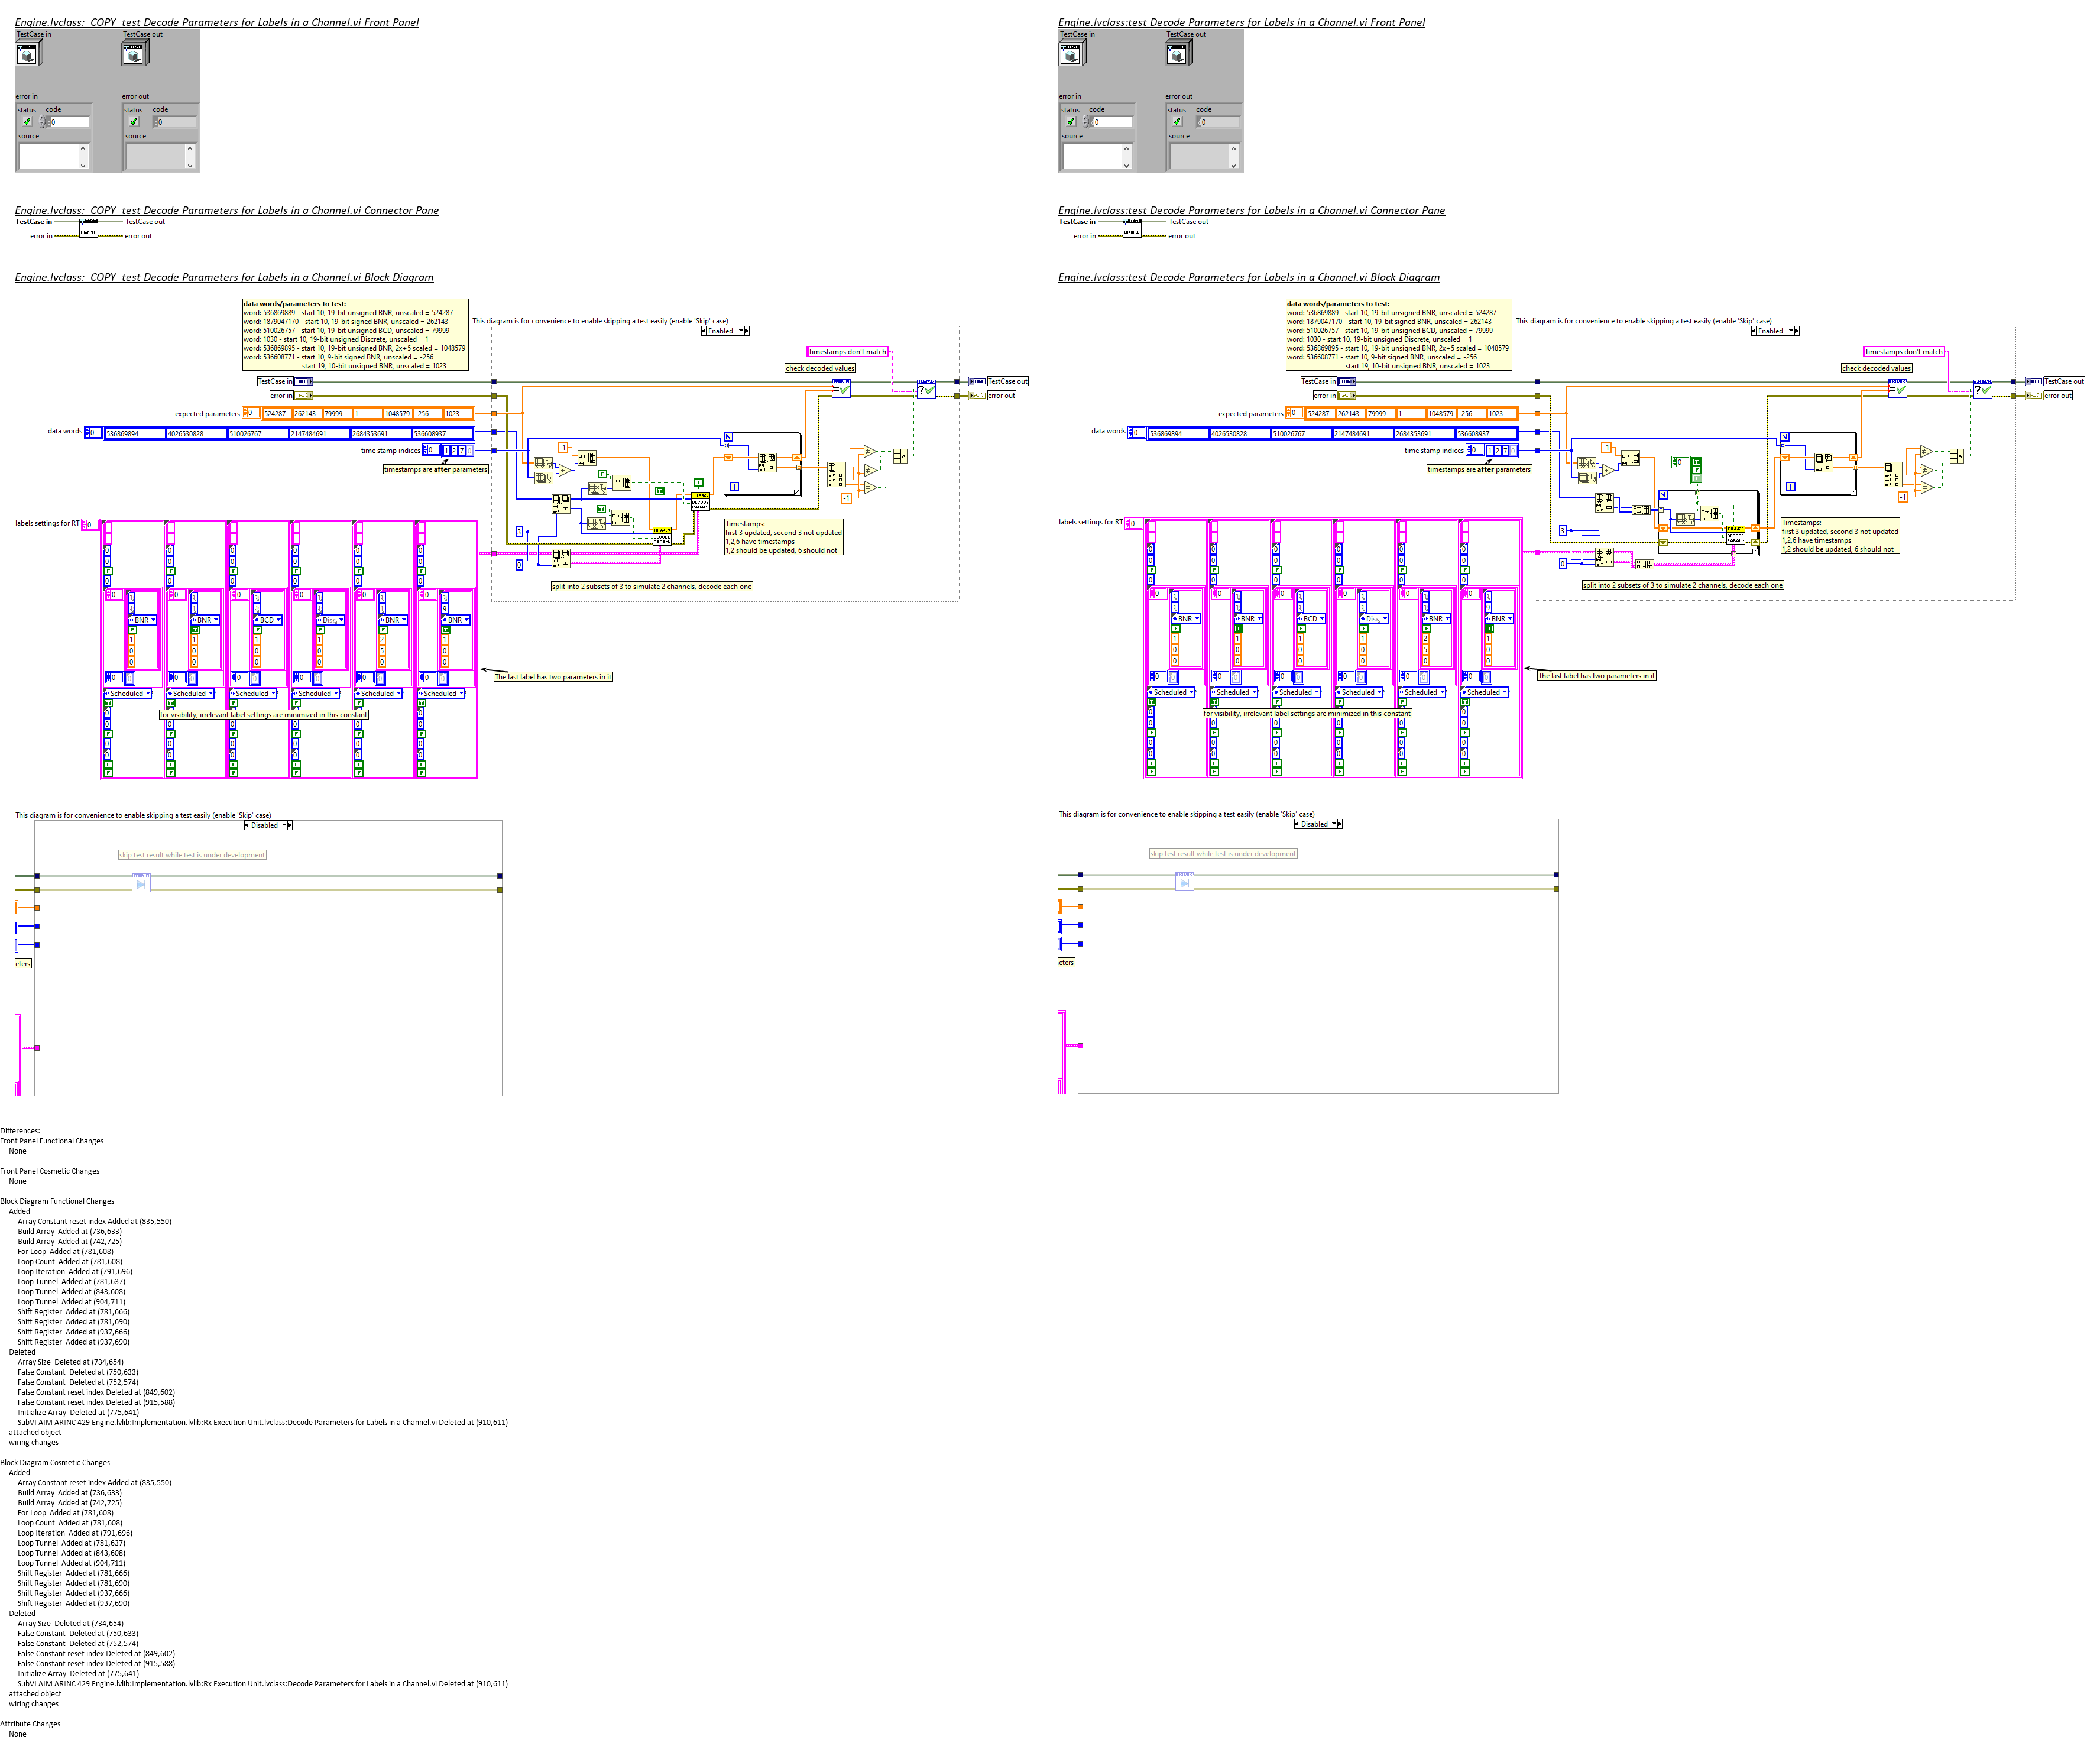 Engine.lvclass:  COPY  test Decode Parameters for Labels in a Channel.vi Front Panel
TestCase in
TestCase out
TEST
TEST
error in
error out
status
code
status
code
0
0
source
source
Engine.lvclass:  COPY  test Decode Parameters for Labels in a Channel.vi Connector Pane
TestCase in
TestCase out
error in
error out
Engine.lvclass:  COPY  test Decode Parameters for Labels in a Channel.vi Block Diagram
data words/parameters to test:
word: 536869889 - start 10, 19-bit unsigned BNR, unscaled = 524287
word: 1879047170 - start 10, 19-bit signed BNR, unscaled = 262143
word: 510026757 - start 10, 19-bit unsigned BCD, unscaled = 79999
word: 1030 - start 10, 19-bit unsigned Discrete, unscaled = 1
word: 536869895 - start 10, 19-bit unsigned BNR, 2x+5 scaled = 1048579
word: 536608771 - start 10, 9-bit signed BNR, unscaled = -256
start 19, 10-bit unsigned BNR, unscaled = 1023
This diagram is for convenience to enable skipping a test easily (enable 'Skip' case)
Enabled
timestamps don't match
check decoded values
TestCase in
TestCase out
error in
error out
expected parameters
0
524287
262143
79999
1
1048579
-256
1023
data words
0
536869894
4026530828
510026767
2147484691
2684353691
536608937
time stamp indices
0
1
2
7
timestamps are after parameters
Timestamps:
first 3 updated, second 3 not updated
1,2,6 have timestamps
1,2 should be updated, 6 should not
split into 2 subsets of 3 to simulate 2 channels, decode each one
labels settings for RT
BNR
BNR
BCD
BNR
BNR
The last label has two parameters in it
Scheduled
Scheduled
Scheduled
Scheduled
Scheduled
Scheduled
for visibility, irrelevant label settings are minimized in this constant
This diagram is for convenience to enable skipping a test easily (enable 'Skip' case)
Disabled
skip test result while test is under development
eters
Engine.lvclass:test Decode Parameters for Labels in a Channel.vi Front Panel
TestCase in
TestCase out
TEST
TEST
error in
error out
status
code
status
code
0
0
source
source
Engine.lvclass:test Decode Parameters for Labels in a Channel.vi Connector Pane
TestCase in
TestCase out
error in
error out
Engine.lvclass:test Decode Parameters for Labels in a Channel.vi Block Diagram
data words/parameters to test:
word: 536869889 - start 10, 19-bit unsigned BNR, unscaled = 524287
word: 1879047170 - start 10, 19-bit signed BNR, unscaled = 262143
word: 510026757 - start 10, 19-bit unsigned BCD, unscaled = 79999
word: 1030 - start 10, 19-bit unsigned Discrete, unscaled = 1
word: 536869895 - start 10, 19-bit unsigned BNR, 2x+5 scaled = 1048579
word: 536608771 - start 10, 9-bit signed BNR, unscaled = -256
start 19, 10-bit unsigned BNR, unscaled = 1023
This diagram is for convenience to enable skipping a test easily (enable 'Skip' case)
Enabled
timestamps don't match
check decoded values
TestCase in
TestCase out
error in
error out
expected parameters
0
524287
262143
79999
1
1048579
-256
1023
data words
0
536869894
4026530828
510026767
2147484691
2684353691
536608937
time stamp indices
0
1
2
7
timestamps are after parameters
Timestamps:
first 3 updated, second 3 not updated
1,2,6 have timestamps
1,2 should be updated, 6 should not
split into 2 subsets of 3 to simulate 2 channels, decode each one
labels settings for RT
BNR
BNR
BCD
BNR
BNR
The last label has two parameters in it
Scheduled
Scheduled
Scheduled
Scheduled
Scheduled
Scheduled
for visibility, irrelevant label settings are minimized in this constant
This diagram is for convenience to enable skipping a test easily (enable 'Skip' case)
Disabled
skip test result while test is under development
eters
Differences:
Front Panel Functional Changes
None
Front Panel Cosmetic Changes
None
Block Diagram Functional Changes
Added
Array Constant reset index Added at (835,550)
Build Array  Added at (736,633)
Build Array  Added at (742,725)
For Loop  Added at (781,608)
Loop Count  Added at (781,608)
Loop Iteration  Added at (791,696)
Loop Tunnel  Added at (781,637)
Loop Tunnel  Added at (843,608)
Loop Tunnel  Added at (904,711)
Shift Register  Added at (781,666)
Shift Register  Added at (781,690)
Shift Register  Added at (937,666)
Shift Register  Added at (937,690)
Deleted
Array Size  Deleted at (734,654)
False Constant  Deleted at (750,633)
False Constant  Deleted at (752,574)
False Constant reset index Deleted at (849,602)
False Constant reset index Deleted at (915,588)
Initialize Array  Deleted at (775,641)
SubVI AIM ARINC 429 Engine.lvlib:Implementation.lvlib:Rx Execution Unit.lvclass:Decode Parameters for Labels in a Channel.vi Deleted at (910,611)
attached object
wiring changes
Block Diagram Cosmetic Changes
Added
Array Constant reset index Added at (835,550)
Build Array  Added at (736,633)
Build Array  Added at (742,725)
For Loop  Added at (781,608)
Loop Count  Added at (781,608)
Loop Iteration  Added at (791,696)
Loop Tunnel  Added at (781,637)
Loop Tunnel  Added at (843,608)
Loop Tunnel  Added at (904,711)
Shift Register  Added at (781,666)
Shift Register  Added at (781,690)
Shift Register  Added at (937,666)
Shift Register  Added at (937,690)
Deleted
Array Size  Deleted at (734,654)
False Constant  Deleted at (750,633)
False Constant  Deleted at (752,574)
False Constant reset index Deleted at (849,602)
False Constant reset index Deleted at (915,588)
Initialize Array  Deleted at (775,641)
SubVI AIM ARINC 429 Engine.lvlib:Implementation.lvlib:Rx Execution Unit.lvclass:Decode Parameters for Labels in a Channel.vi Deleted at (910,611)
attached object
wiring changes
Attribute Changes
None